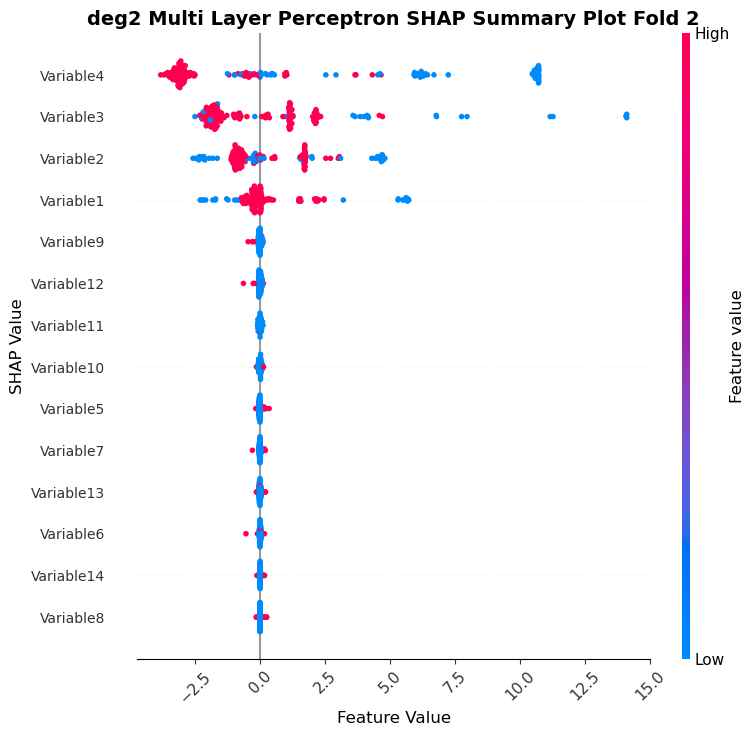 deg2 Multi Layer Perceptron SHAP Summary Plot Fold 2
High
Variable4
Variable3
Variable2
Variable1
Variable9
Variable12
Variable11
Variable10
Variable5
Variable7
Variable13
Variable6
Variable14
Variable8
SHAP Value
Feature value
Low
−2.5 0.0 2.5 5.0 7.5 10.0 12.5 15.0
Feature Value